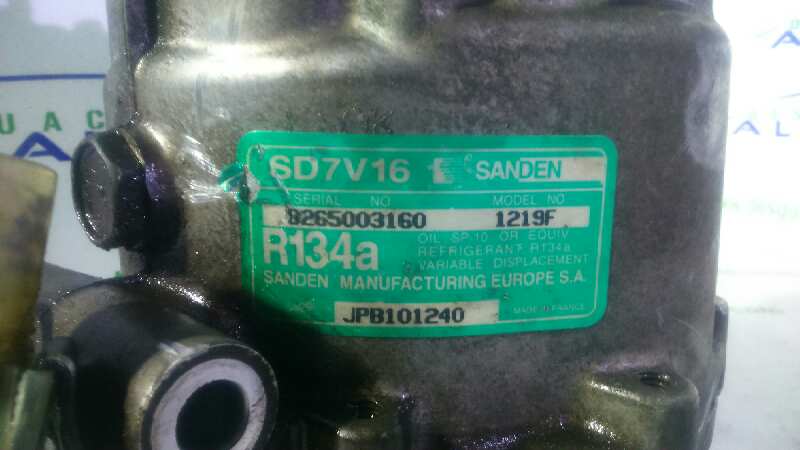 SD7V16 SANDEN
SERIAL NO MODEL NO
9265003160 1219F
R134a
OIL SP-10 OR EQUIV
REFRIGERANT R134a
VARIABLE DISPLACEMENT
SANDEN MANUFACTURING EUROPE S.A.
JPB101240
MADE IN FRANCE